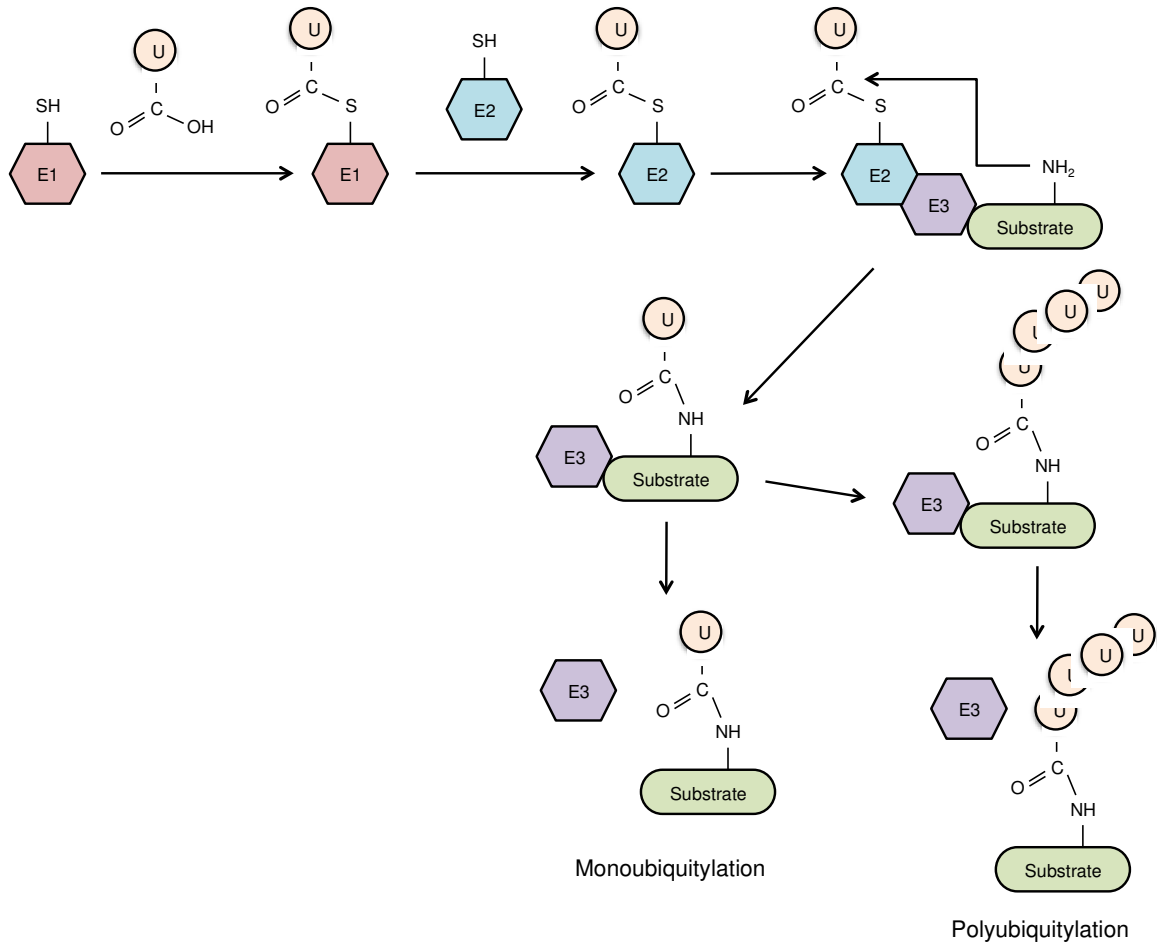 U
U
U
U
SH
C
C
C
C
SH
O
OH
O
S
E2
O
S
O
S
E1
E1
E2
E2
NH2
E3
Substrate
U
U
U
U
U
C
O
NH
C
O
NH
E3
Substrate
E3
Substrate
U
U
U
U
U
E3
C
O
NH
E3
C
O
NH
Substrate
Substrate
Monoubiquitylation
Polyubiquitylation